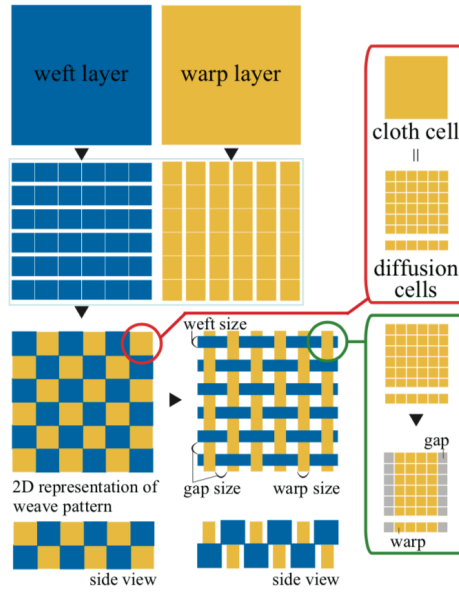 weft layer
warp layer
cloth cell
diffusion
cells
weft size
gap size
warp size
2D representation of
weave pattern
side view
side view
gap
warp